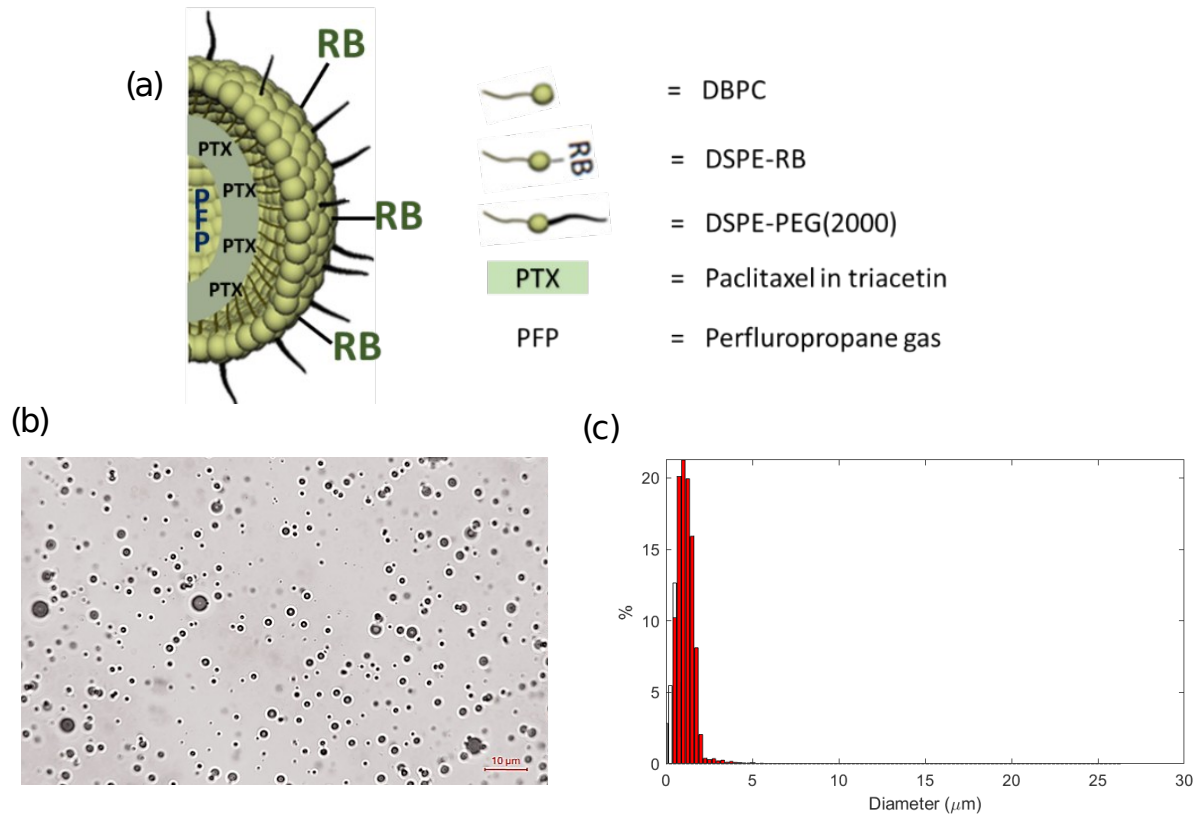 (a)
RB
RB
RB
PTX
PTX
PTX
PTX
P
F
P
= DBPC
RB
= DSPE-RB
= DSPE-PEG(2000)
PTX = Paclitaxel in triacetin
PFP = Perfluropropane gas
(b)
10 µm
(c)
20
15
10
5
0
%
0 5 10 15 20 25 30
Diameter (µm)